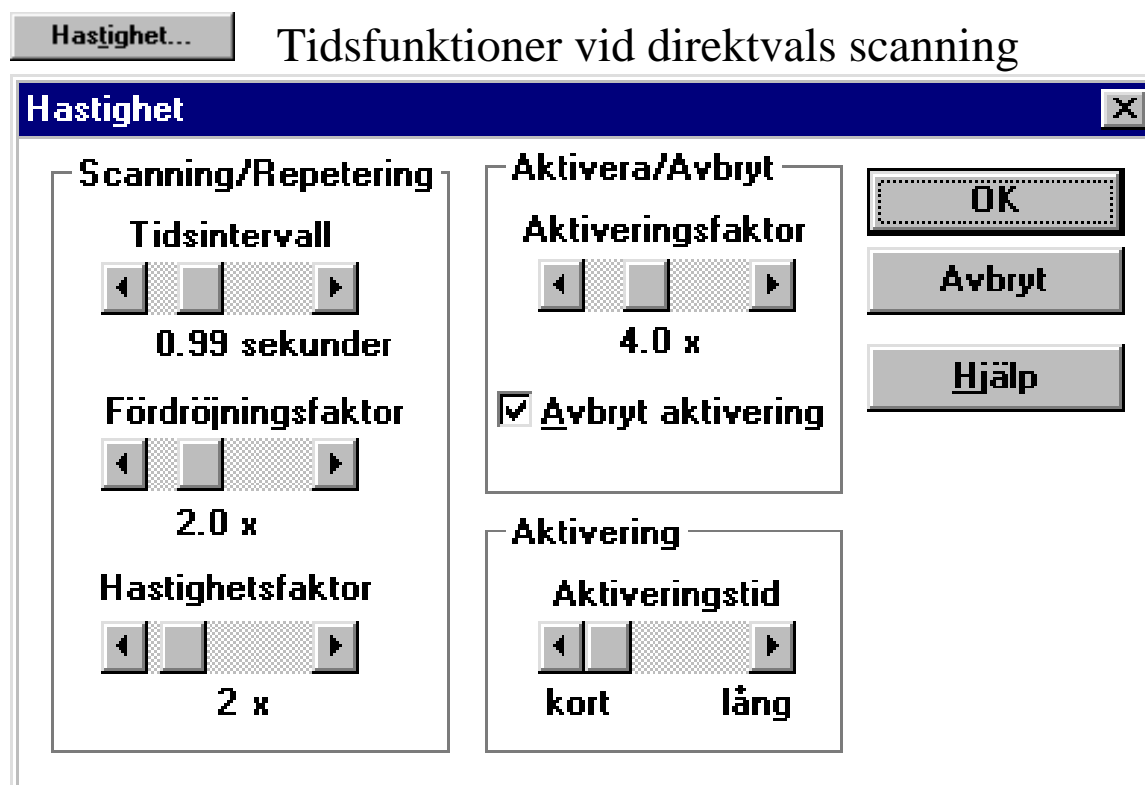 Hastighet...
Tidsfunktioner vid direktvals scanning
Hastighet
Scanning/Repetering
Tidsintervall
0.99 sekunder
Fördröjningsfaktor
2.0 x
Hastighetsfaktor
2 x
Aktivera/Avbryt
Aktiveringsfaktor
4.0 x
Avbryt aktivering
Aktivering
Aktiveringstid
kort lång
OK
Avbryt
Hjälp